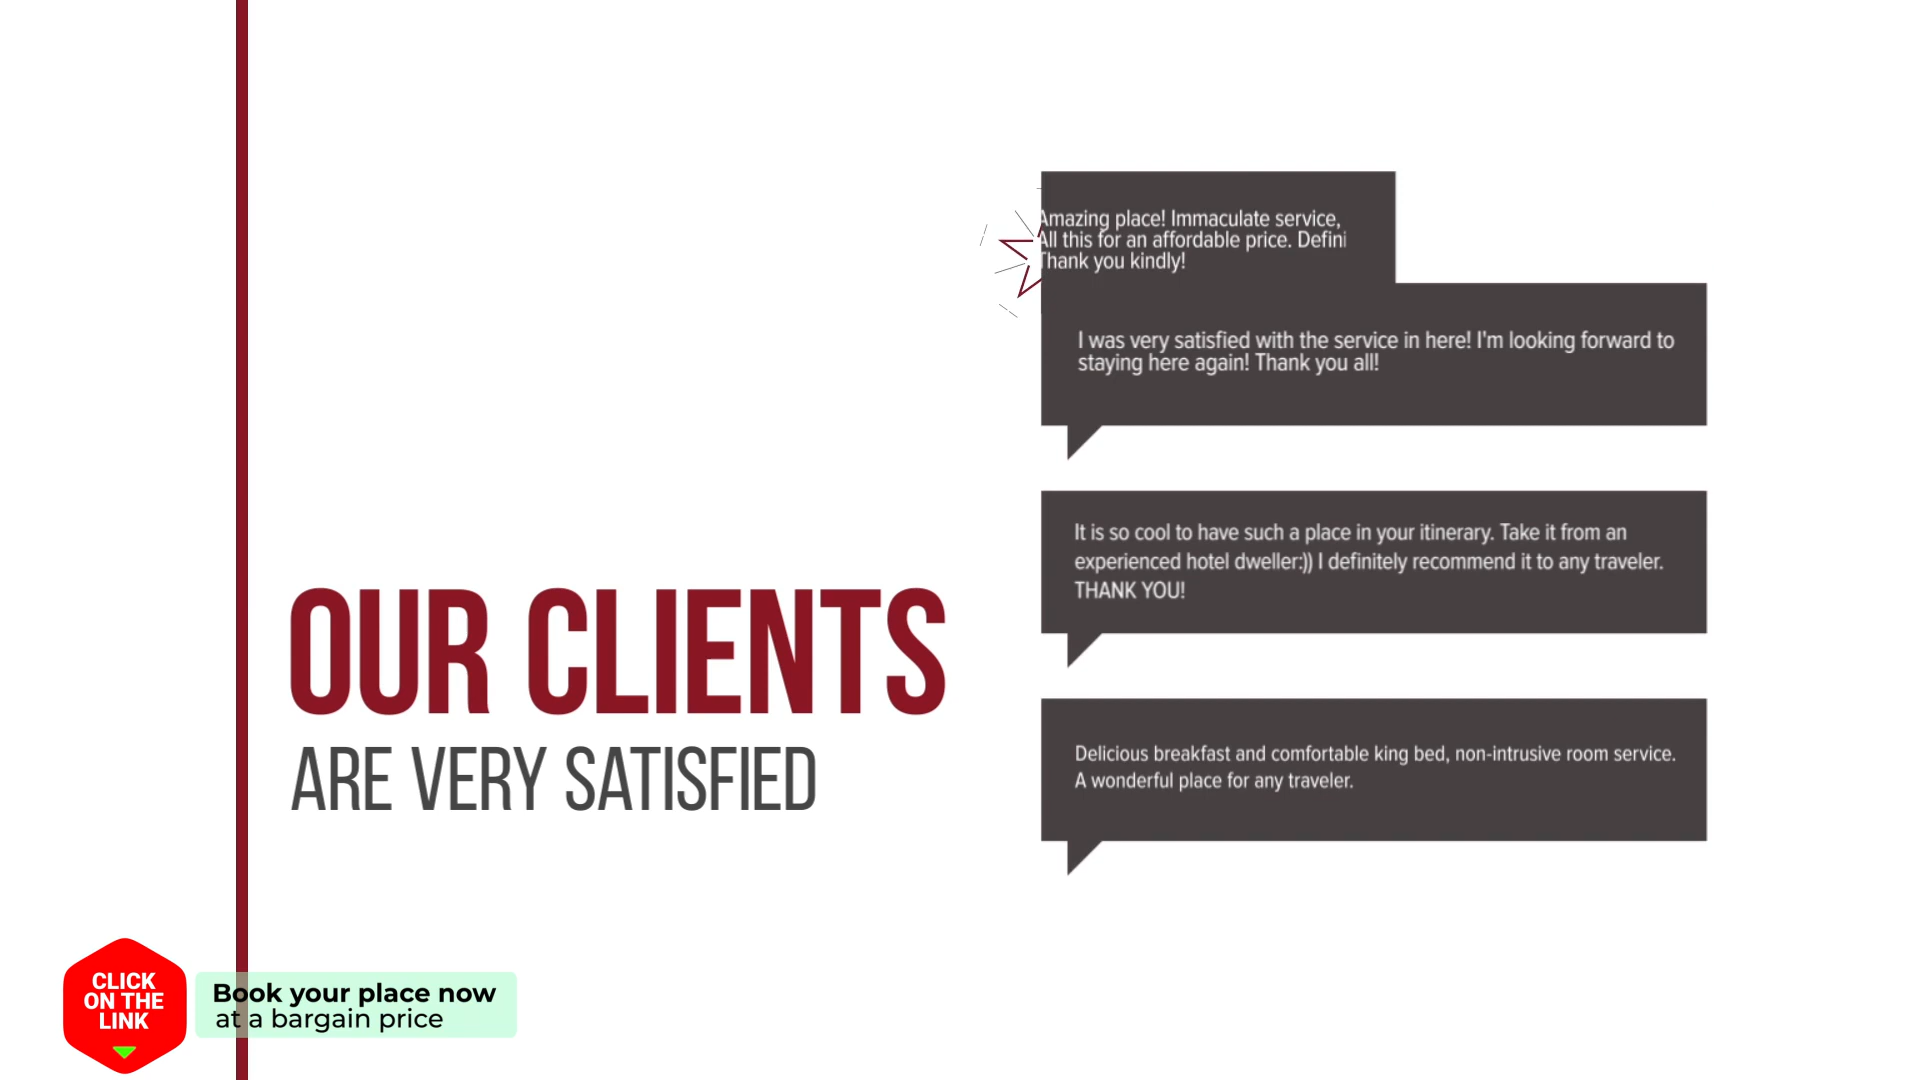 Amazing place! Immaculate service,
All this for an affordable price. Defini
Thank you kindly!
I was very satisfied with the service in here! I'm looking forward to
staying here again! Thank you all!
It is so cool to have such a place in your itinerary. Take it from an
experienced hotel dweller:)) I definitely recommend it to any traveler.
THANK YOU!
Delicious breakfast and comfortable king bed, non-intrusive room service.
A wonderful place for any traveler.
OUR CLIENTS
ARE VERY SATISFIED
CLICK
ON THE
LINK
Book your place now
at a bargain price